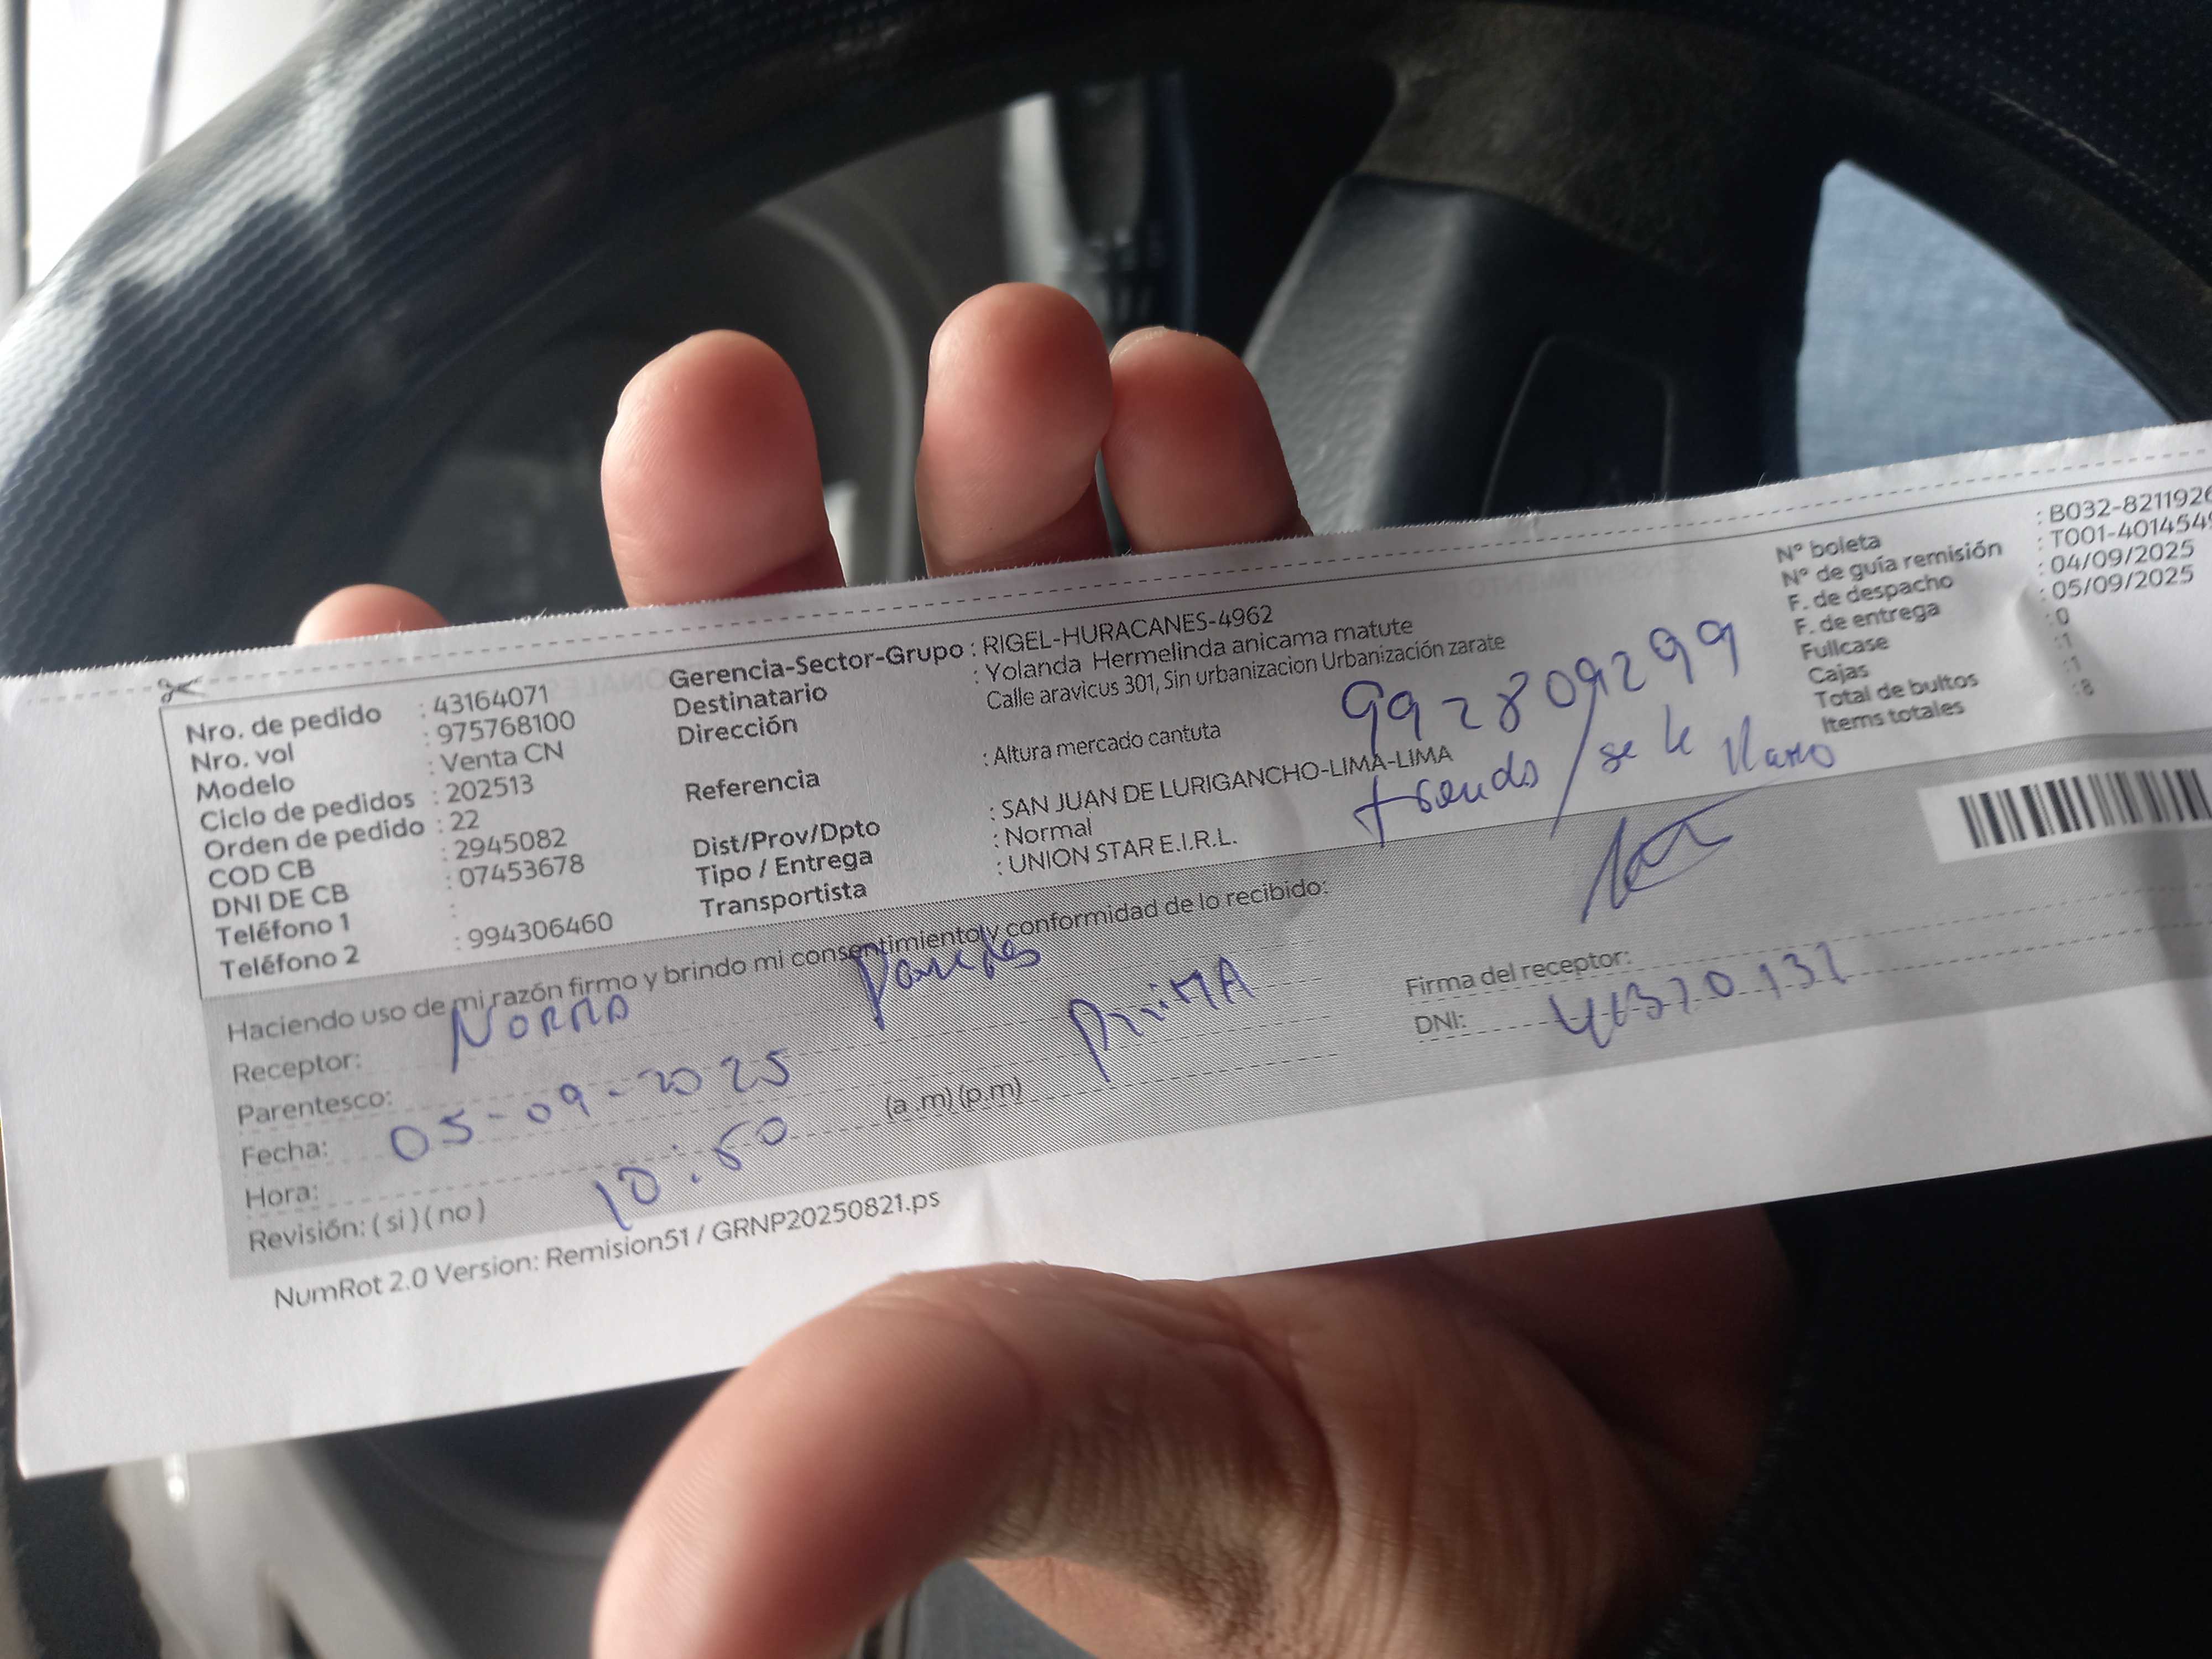 Nro. de pedido : 43164071
Nro. vol : 975768100
Modelo : Venta CN
Ciclo de pedidos : 202513
Orden de pedido : 22
COD CB : 2945082
DNI DE CB : 07453678
Teléfono 1 :
Teléfono 2 : 994306460
Gerencia-Sector-Grupo : RIGEL-HURACANES-4962
Destinatario : Yolanda Hermelinda anicama matute
Dirección Calle aravicus 301, Sin urbanizacion Urbanización zarate
Referencia : Altura mercado cantuta
Dist/Prov/Dpto : SAN JUAN DE LURIGANCHO-LIMA-LIMA
Tipo / Entrega : Normal
Transportista : UNION STAR E.I.R.L.
Nº boleta : B032-8211926
Nº de guía remisión : T001-4014549
F. de despacho : 04/09/2025
F. de entrega : 05/09/2025
Fullcase : 0
Cajas : 1
Total de bultos : 1
Items totales : 8
992809299
/ se le llamo
Haciendo uso de mi razón firmo y brindo mi consentimiento y conformidad de lo recibido:
Receptor: NORMA Paredes
Parentesco: PRIMA
Fecha: 05-09-2025
Hora: 10:50 (a .m) (p.m)
Revisión: ( si ) ( no )
Firma del receptor:
DNI:
NumRot 2.0 Version: Remision51 / GRNP20250821.ps